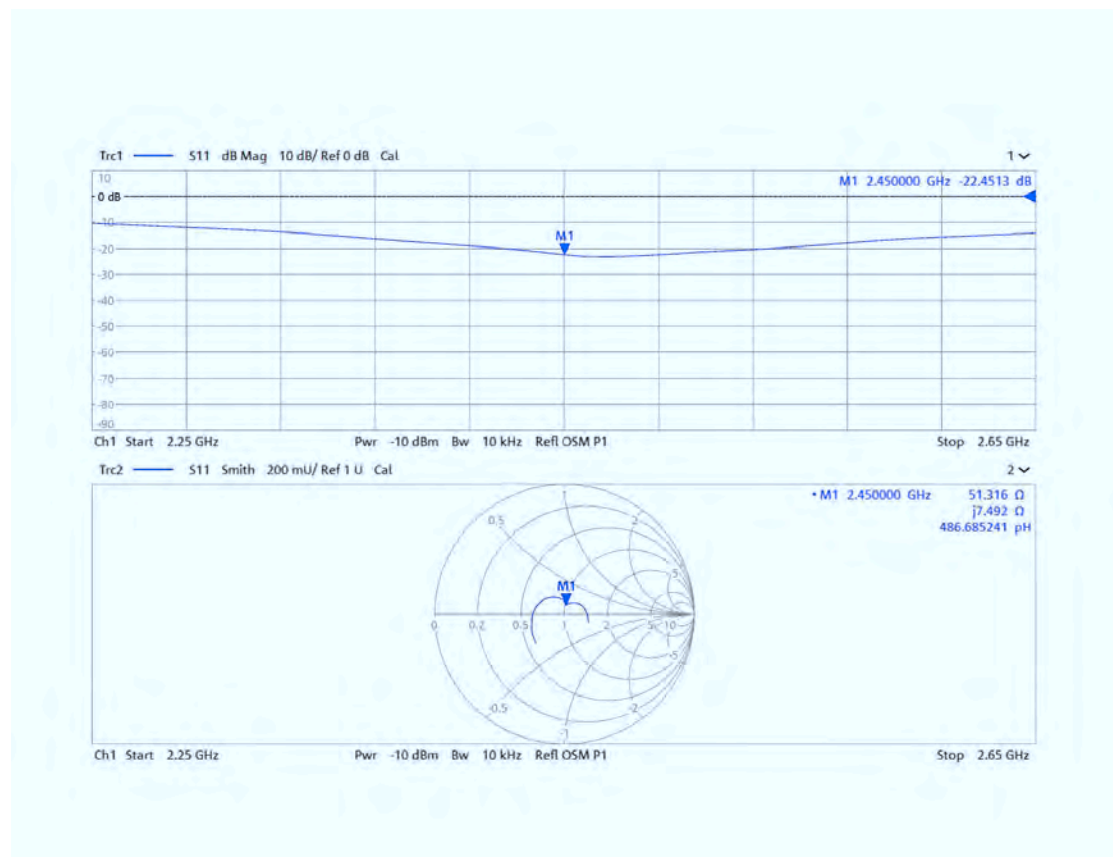 Trc1 S11 dB Mag 10 dB/ Ref 0 dB Cal 1
10 M1 2.450000 GHz -22.4513 dB
0 dB
-10
M1
-20
-30
-40
-50
-60
-70
-80
-90
Ch1 Start 2.25 GHz Pwr -10 dBm Bw 10 kHz Refl OSM P1 Stop 2.65 GHz
Trc2 S11 Smith 200 mU/ Ref 1 U Cal 2
• M1 2.450000 GHz 51.316 Ω
j7.492 Ω
486.685241 pH
1
0.5 2
5
M1
0 0.2 0.5 1 2 5 10
-5
-0.5 -2
-1
Ch1 Start 2.25 GHz Pwr -10 dBm Bw 10 kHz Refl OSM P1 Stop 2.65 GHz